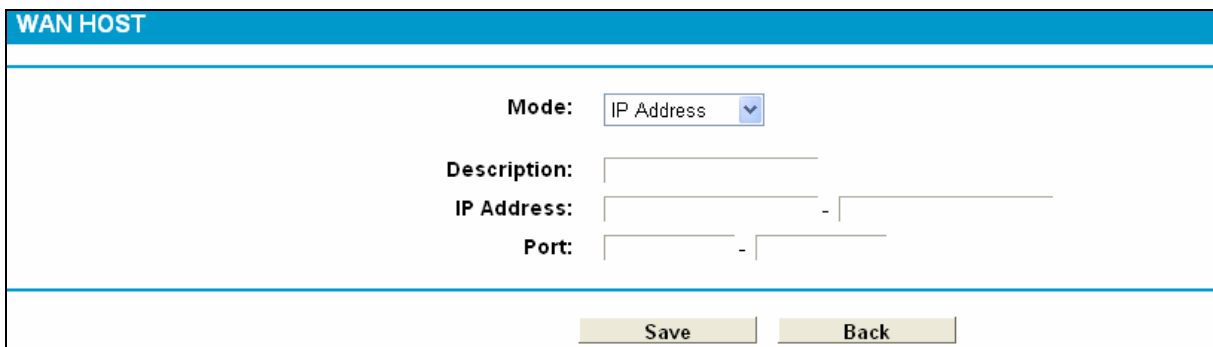 WAN HOST
Mode: IP Address
Description:
IP Address: -
Port: -
Save Back